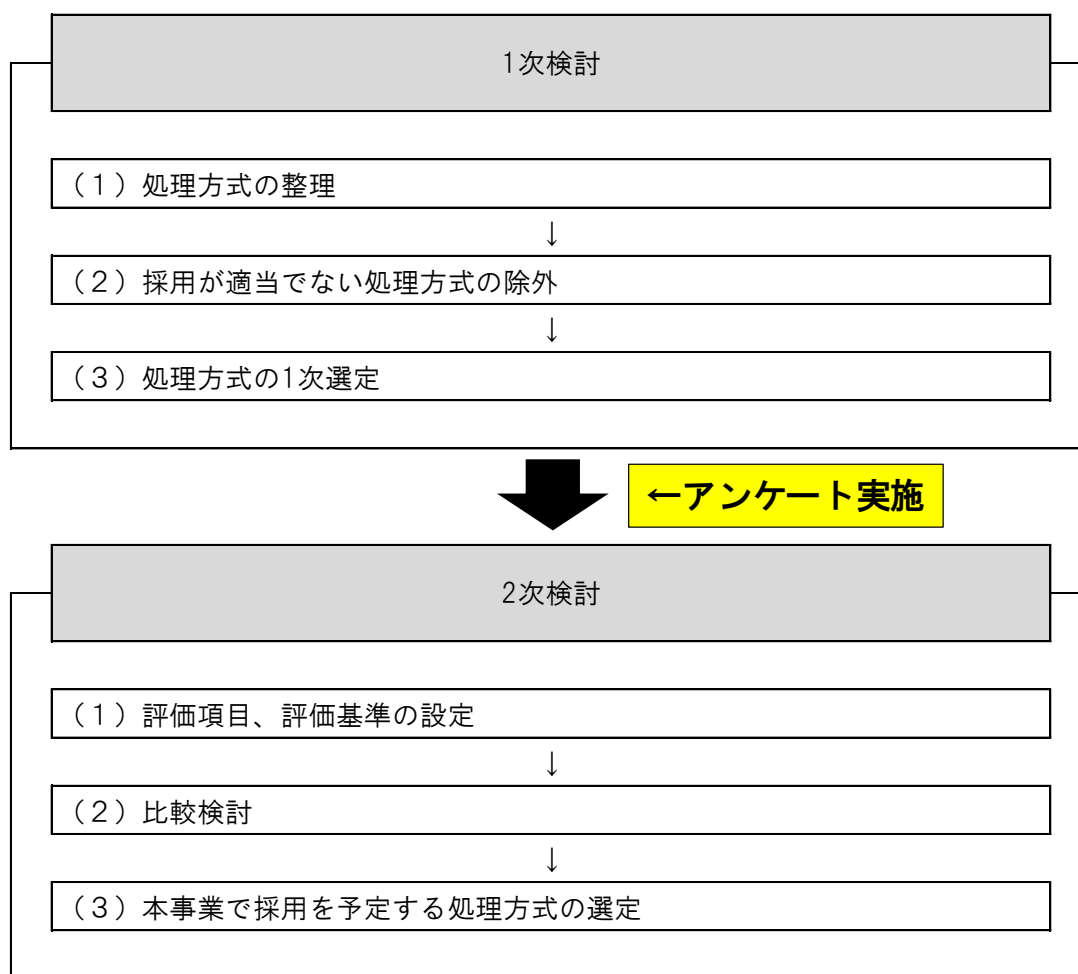 1次検討
（1）処理方式の整理
↓
（2）採用が適当でない処理方式の除外
↓
（3）処理方式の1次選定
←アンケート実施
2次検討
（1）評価項目、評価基準の設定
↓
（2）比較検討
↓
（3）本事業で採用を予定する処理方式の選定